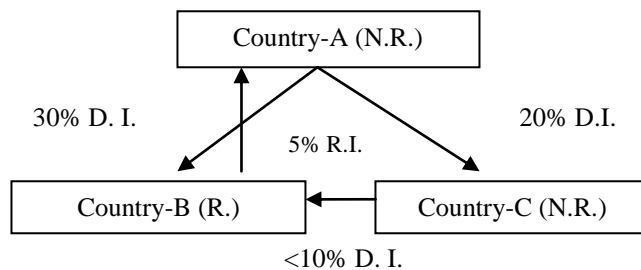 Country-A (N.R.)
30% D. I.
20% D.I.
5% R.I.
Country-B (R.)
Country-C (N.R.)
<10% D. I.